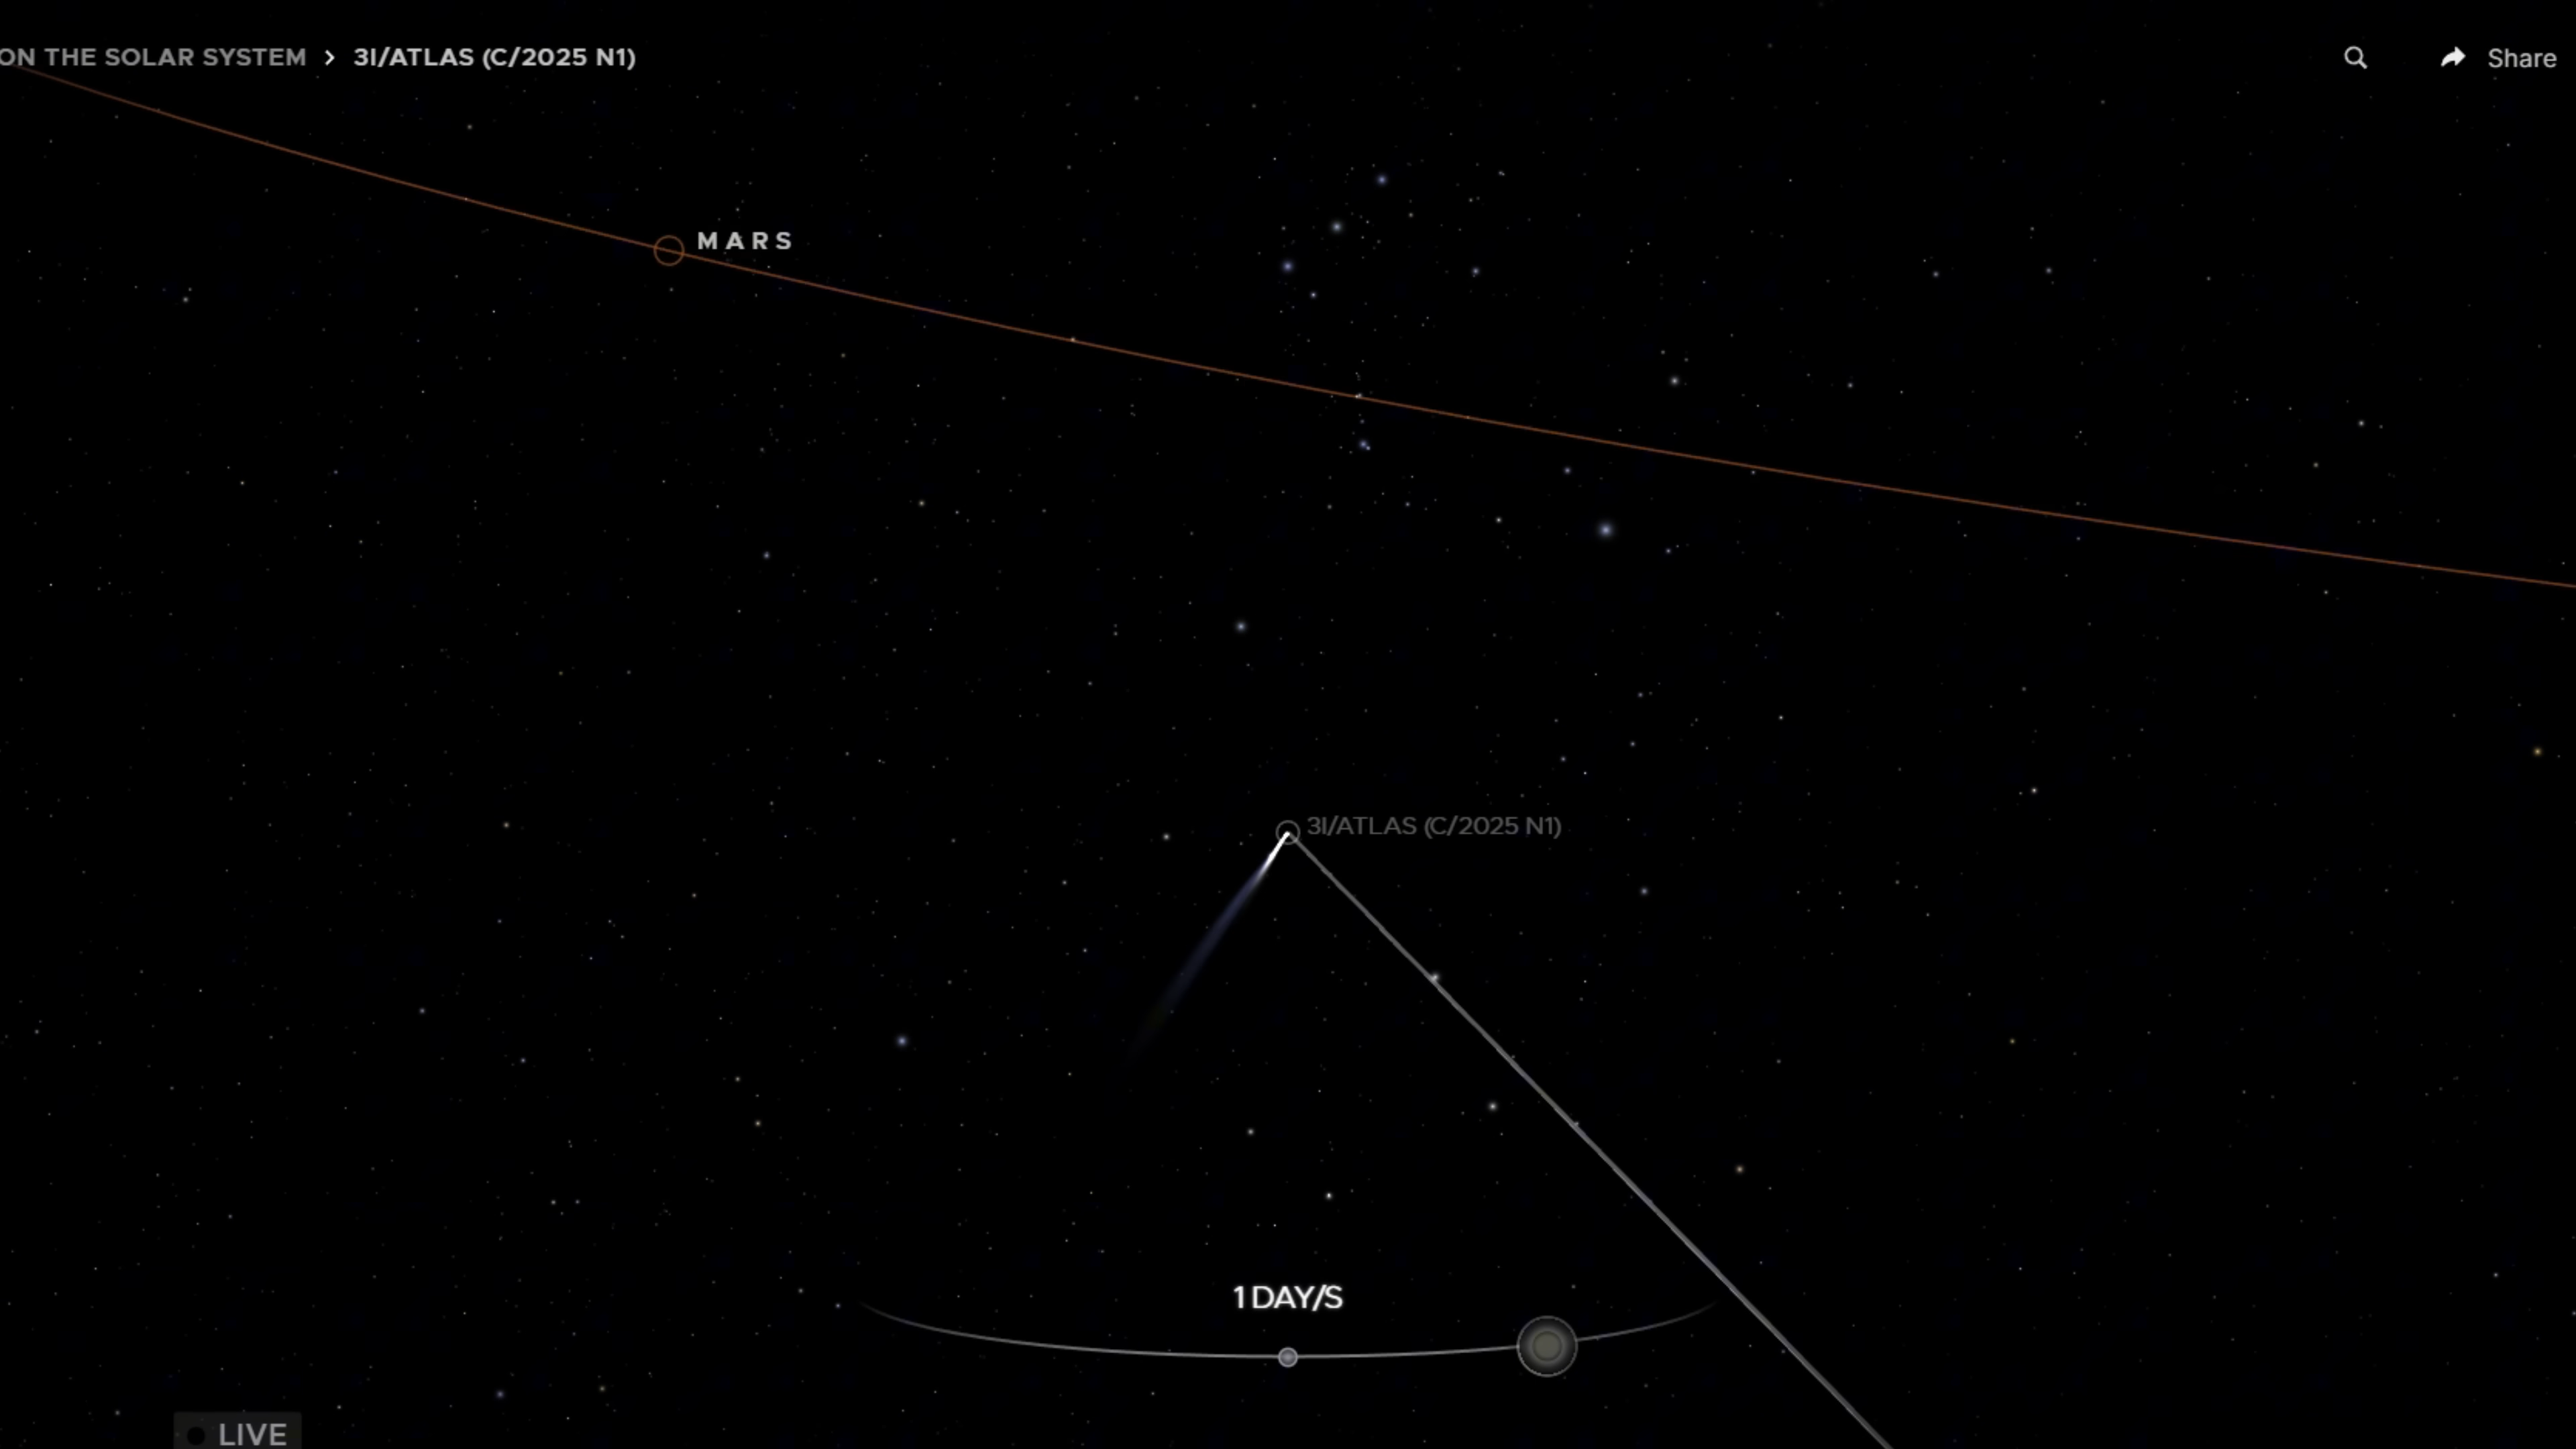 ON THE SOLAR SYSTEM > 3I/ATLAS (C/2025 N1)
Share
MARS
3I/ATLAS (C/2025 N1)
1 DAY/S
LIVE